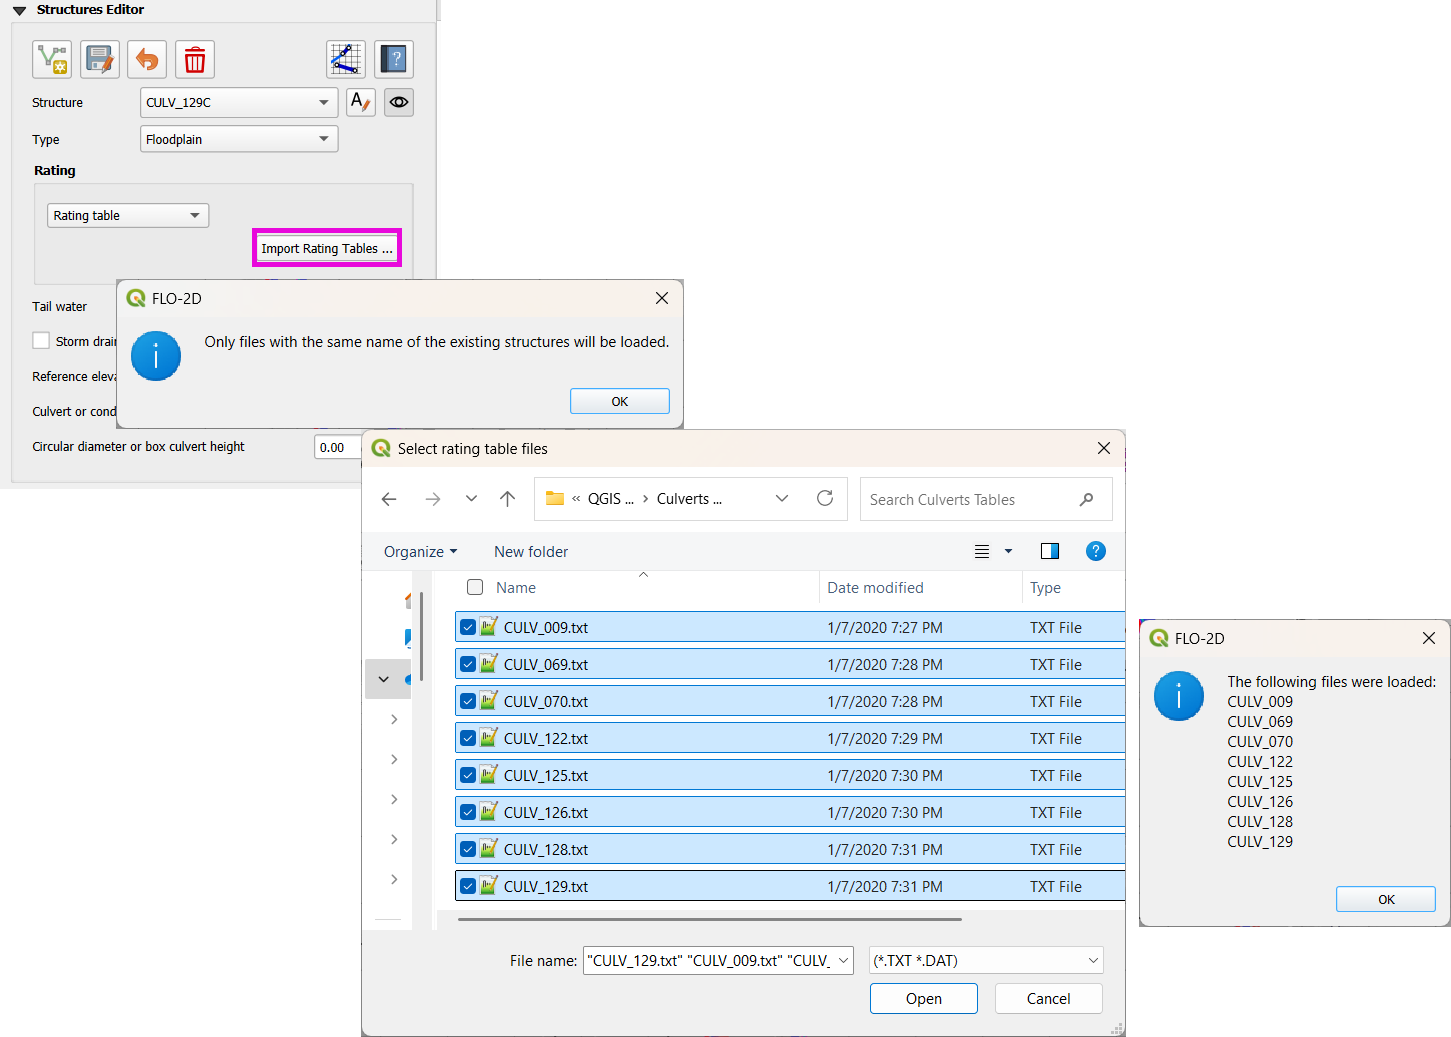 Structures Editor
Structure
CULV_129C
Type
Floodplain
Rating
Rating table
Import Rating Tables ...
Tail water
Storm drai
Reference eleva
Culvert or cond
Circular diameter or box culvert height
0.00
FLO-2D
Only files with the same name of the existing structures will be loaded.
OK
Select rating table files
« QGIS ... › Culverts ...
Search Culverts Tables
Organize
New folder
Name Date modified Type
CULV_009.txt 1/7/2020 7:27 PM TXT File
CULV_069.txt 1/7/2020 7:28 PM TXT File
CULV_070.txt 1/7/2020 7:28 PM TXT File
CULV_122.txt 1/7/2020 7:29 PM TXT File
CULV_125.txt 1/7/2020 7:30 PM TXT File
CULV_126.txt 1/7/2020 7:30 PM TXT File
CULV_128.txt 1/7/2020 7:31 PM TXT File
CULV_129.txt 1/7/2020 7:31 PM TXT File
File name: "CULV_129.txt" "CULV_009.txt" "CULV_ (*.TXT *.DAT)
Open
Cancel
FLO-2D
The following files were loaded:
CULV_009
CULV_069
CULV_070
CULV_122
CULV_125
CULV_126
CULV_128
CULV_129
OK